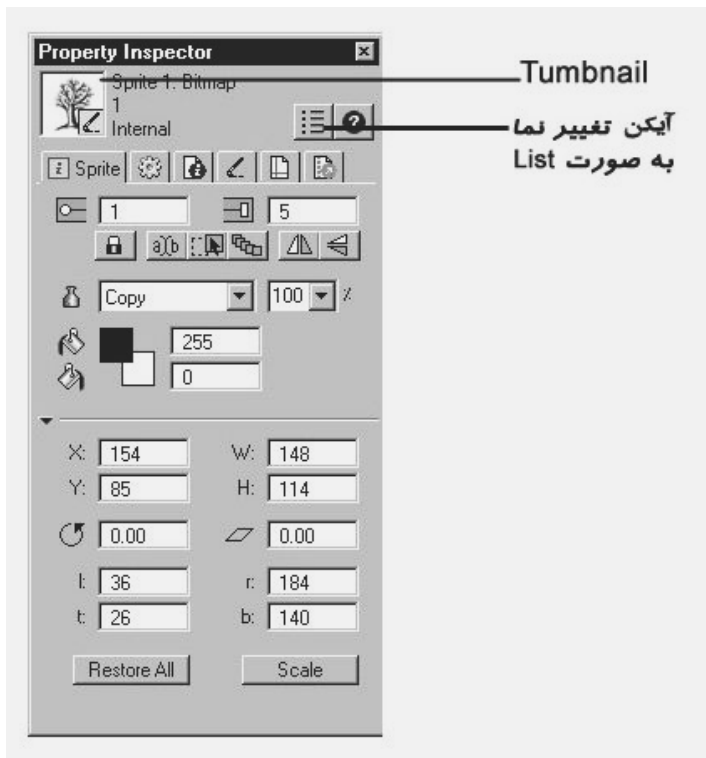 Property Inspector
Sprite 1: Bitmap
1
Internal
Tumbnail
آیکن تغییر نما
به صورت List
Sprite
1
5
a)(b
Copy
100
%
255
0
X: 154
W: 148
Y: 85
H: 114
0.00
0.00
l: 36
r: 184
t: 26
b: 140
Restore All
Scale